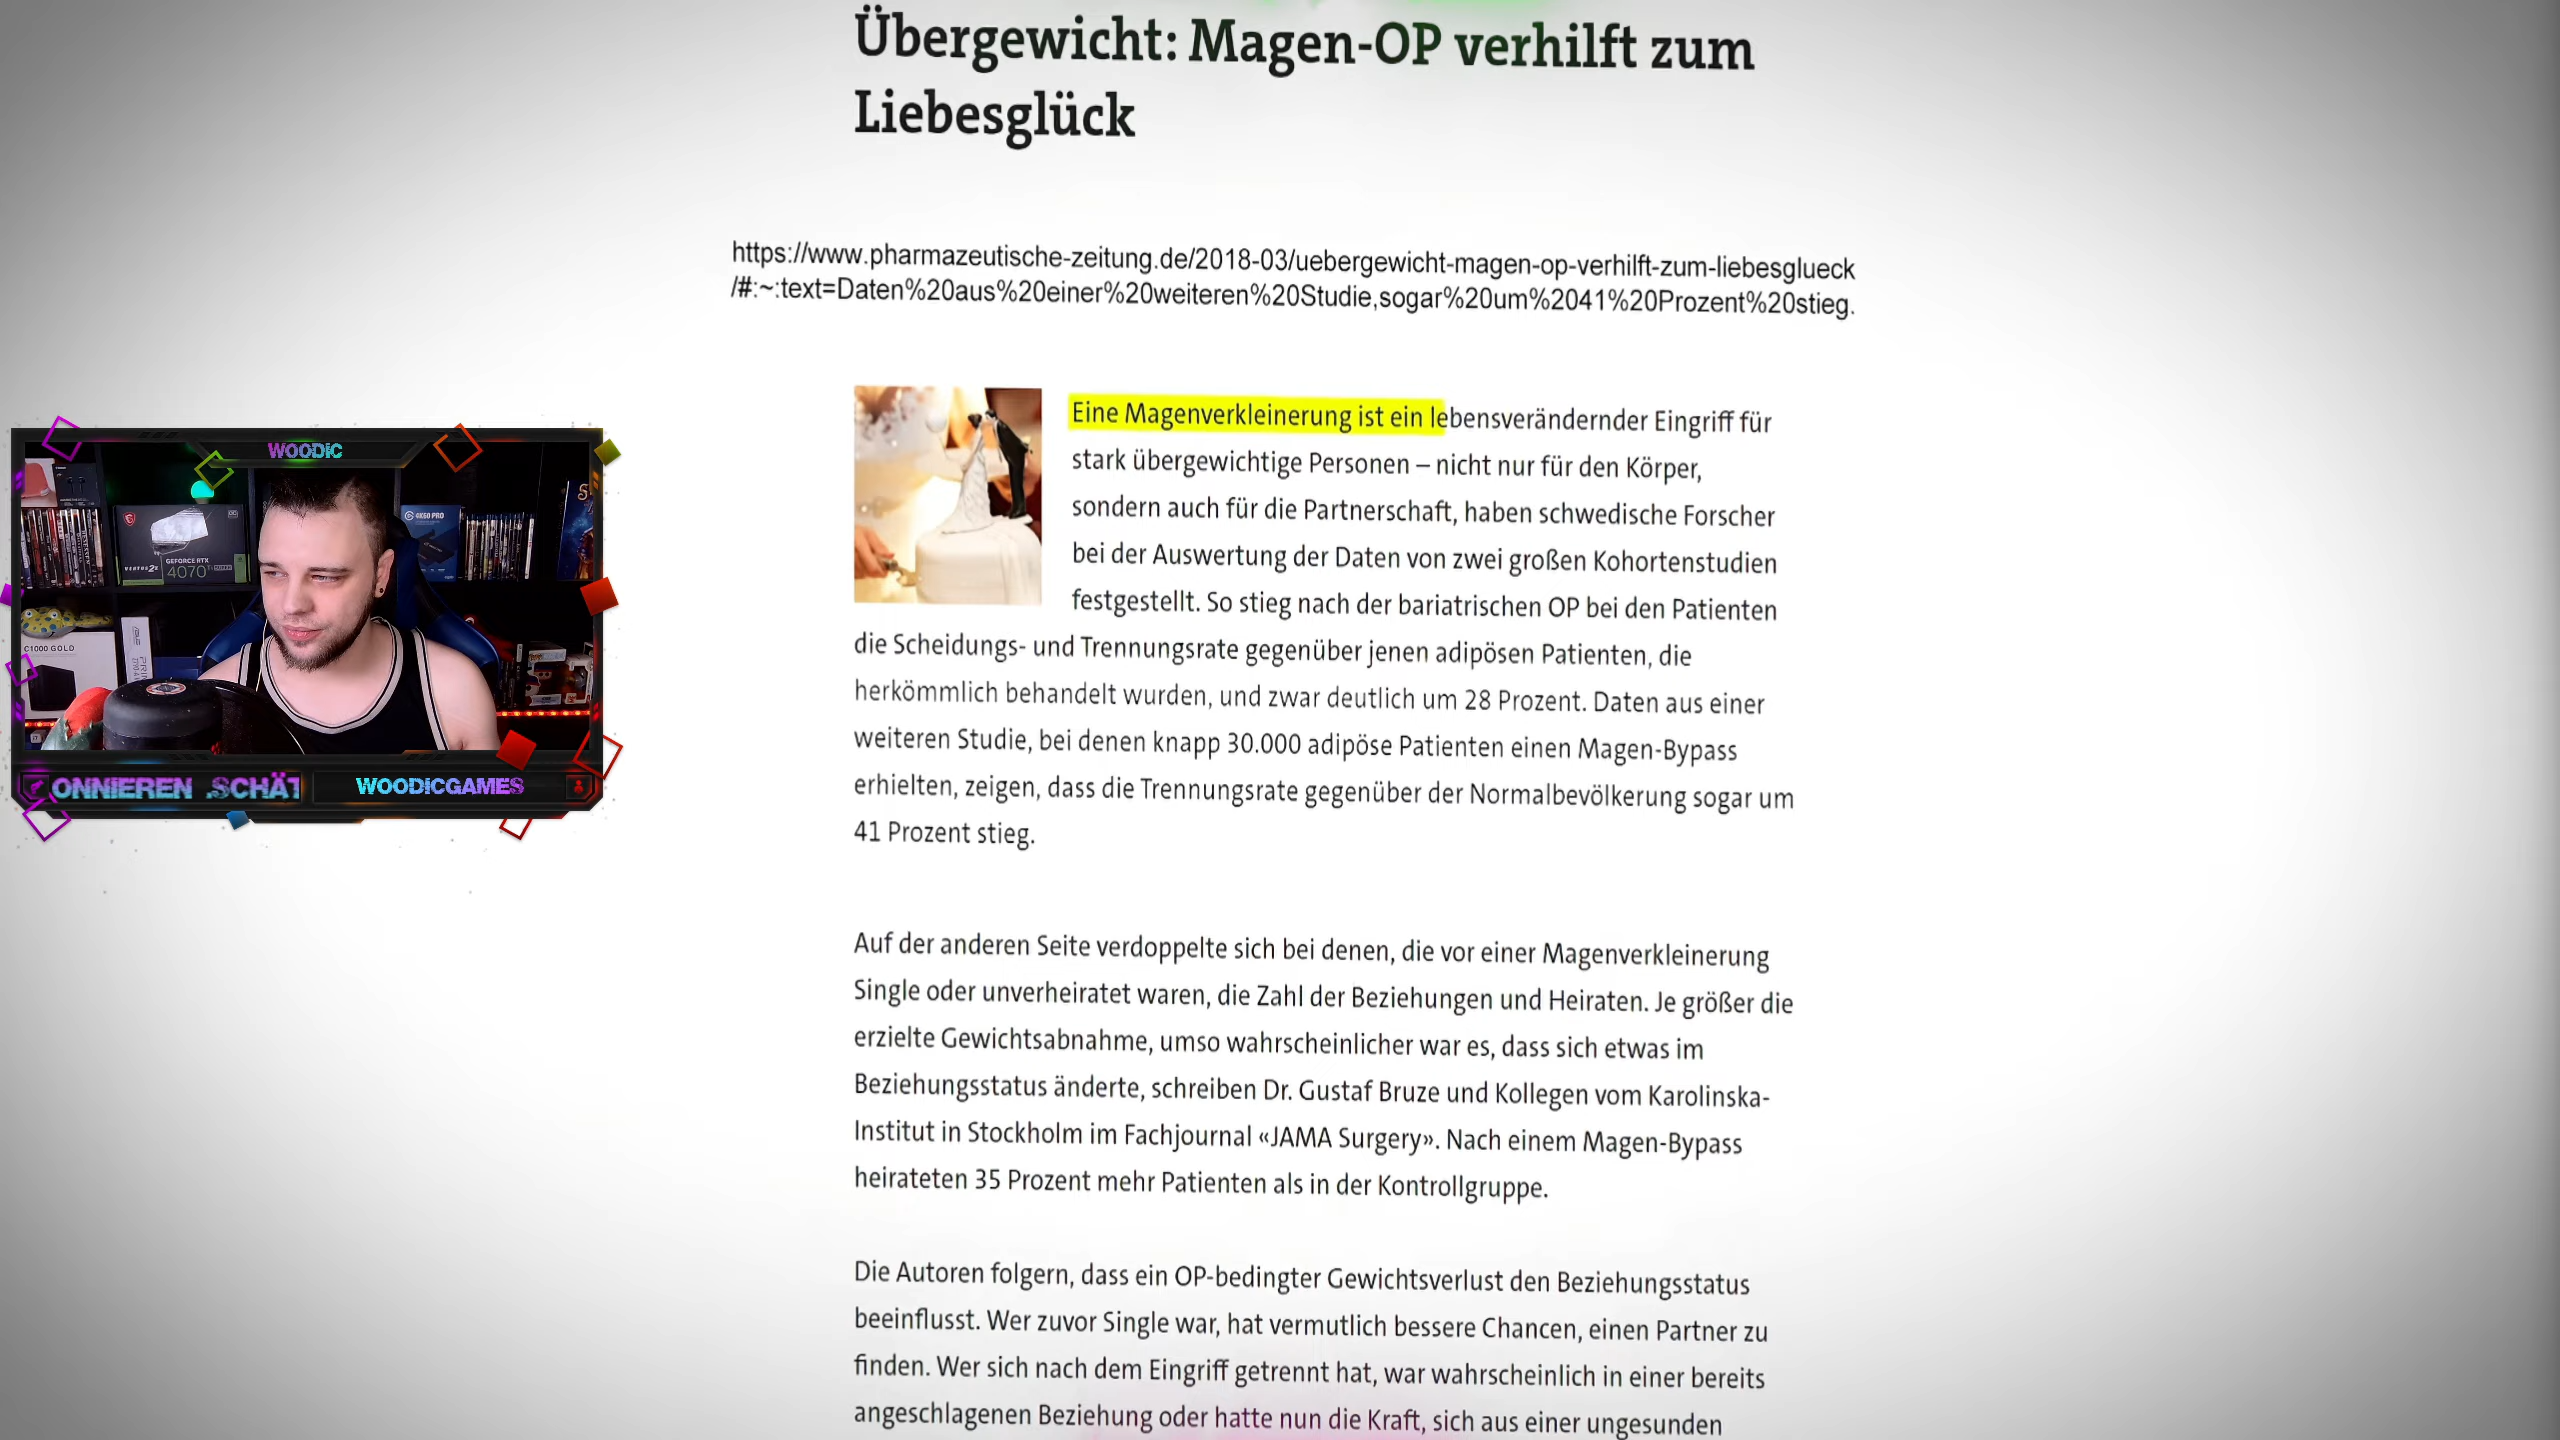 Übergewicht: Magen-OP verhilft zum
Liebesglück
https://www.pharmazeutische-zeitung.de/2018-03/uebergewicht-magen-op-verhilft-zum-liebesglueck
/#:~:text=Daten%20aus%20einer%20weiteren%20Studie,sogar%20um%2041%20Prozent%20stieg.
Eine Magenverkleinerung ist ein lebensverändernder Eingriff für
stark übergewichtige Personen – nicht nur für den Körper,
sondern auch für die Partnerschaft, haben schwedische Forscher
bei der Auswertung der Daten von zwei großen Kohortenstudien
festgestellt. So stieg nach der bariatrischen OP bei den Patienten
die Scheidungs- und Trennungsrate gegenüber jenen adipösen Patienten, die
herkömmlich behandelt wurden, und zwar deutlich um 28 Prozent. Daten aus einer
weiteren Studie, bei denen knapp 30.000 adipöse Patienten einen Magen-Bypass
erhielten, zeigen, dass die Trennungsrate gegenüber der Normalbevölkerung sogar um
41 Prozent stieg.
Auf der anderen Seite verdoppelte sich bei denen, die vor einer Magenverkleinerung
Single oder unverheiratet waren, die Zahl der Beziehungen und Heiraten. Je größer die
erzielte Gewichtsabnahme, umso wahrscheinlicher war es, dass sich etwas im
Beziehungsstatus änderte, schreiben Dr. Gustaf Bruze und Kollegen vom Karolinska-
Institut in Stockholm im Fachjournal «JAMA Surgery». Nach einem Magen-Bypass
heirateten 35 Prozent mehr Patienten als in der Kontrollgruppe.
Die Autoren folgern, dass ein OP-bedingter Gewichtsverlust den Beziehungsstatus
beeinflusst. Wer zuvor Single war, hat vermutlich bessere Chancen, einen Partner zu
finden. Wer sich nach dem Eingriff getrennt hat, war wahrscheinlich in einer bereits
angeschlagenen Beziehung oder hatte nun die Kraft, sich aus einer ungesunden
WOODiC
4K60 PRO
GEFORCE RTX
4070
C1000 GOLD
ONNiEREN .SCHÄT
WOODiCGAMES